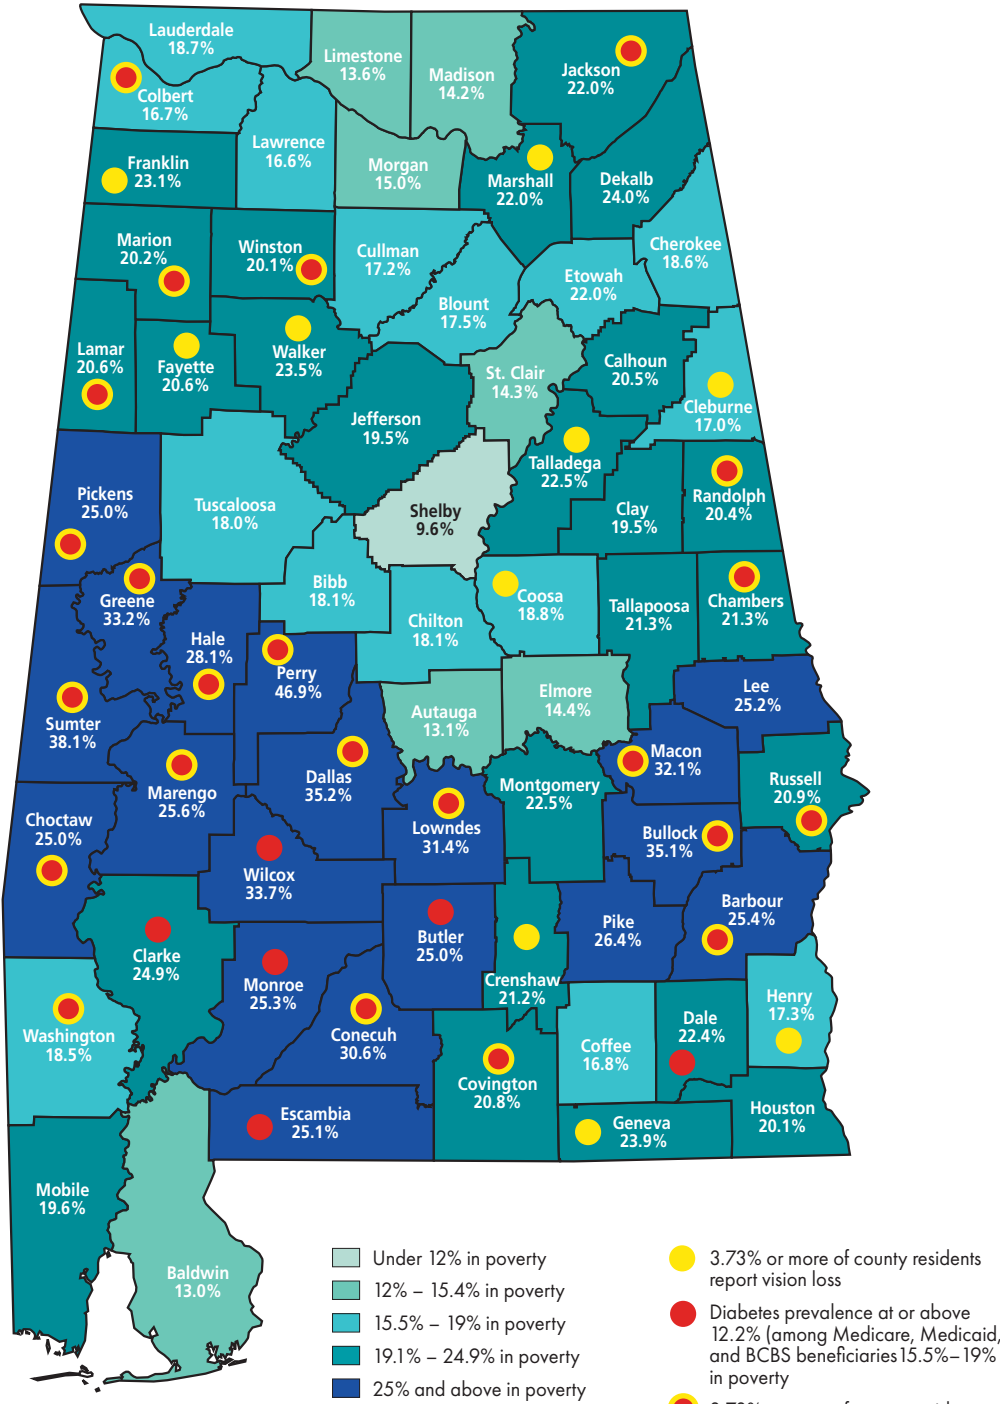 Lauderdale
18.7%
Limestone
13.6%
Madison
14.2%
Jackson
22.0%
Colbert
16.7%
Lawrence
16.6%
Franklin
23.1%
Morgan
15.0%
Marshall
22.0%
Dekalb
24.0%
Marion
20.2%
Winston
20.1%
Cullman
17.2%
Cherokee
18.6%
Etowah
22.0%
Blount
17.5%
Lamar
20.6%
Fayette
20.6%
Walker
23.5%
St. Clair
14.3%
Calhoun
20.5%
Cleburne
17.0%
Jefferson
19.5%
Talladega
22.5%
Pickens
25.0%
Tuscaloosa
18.0%
Shelby
9.6%
Clay
19.5%
Randolph
20.4%
Greene
33.2%
Bibb
18.1%
Coosa
18.8%
Tallapoosa
21.3%
Chambers
21.3%
Hale
28.1%
Chilton
18.1%
Perry
46.9%
Lee
25.2%
Sumter
38.1%
Autauga
13.1%
Elmore
14.4%
Macon
32.1%
Dallas
35.2%
Marengo
25.6%
Montgomery
22.5%
Russell
20.9%
Choctaw
25.0%
Lowndes
31.4%
Bullock
35.1%
Wilcox
33.7%
Barbour
25.4%
Clarke
24.9%
Butler
25.0%
Pike
26.4%
Monroe
25.3%
Crenshaw
21.2%
Washington
18.5%
Conecuh
30.6%
Henry
17.3%
Coffee
16.8%
Dale
22.4%
Covington
20.8%
Escambia
25.1%
Geneva
23.9%
Houston
20.1%
Mobile
19.6%
Baldwin
13.0%
Under 12% in poverty
12% – 15.4% in poverty
15.5% – 19% in poverty
19.1% – 24.9% in poverty
25% and above in poverty
3.73% or more of county residents
report vision loss
Diabetes prevalence at or above
12.2% (among Medicare, Medicaid,
and BCBS beneficiaries 15.5%–19%
in poverty